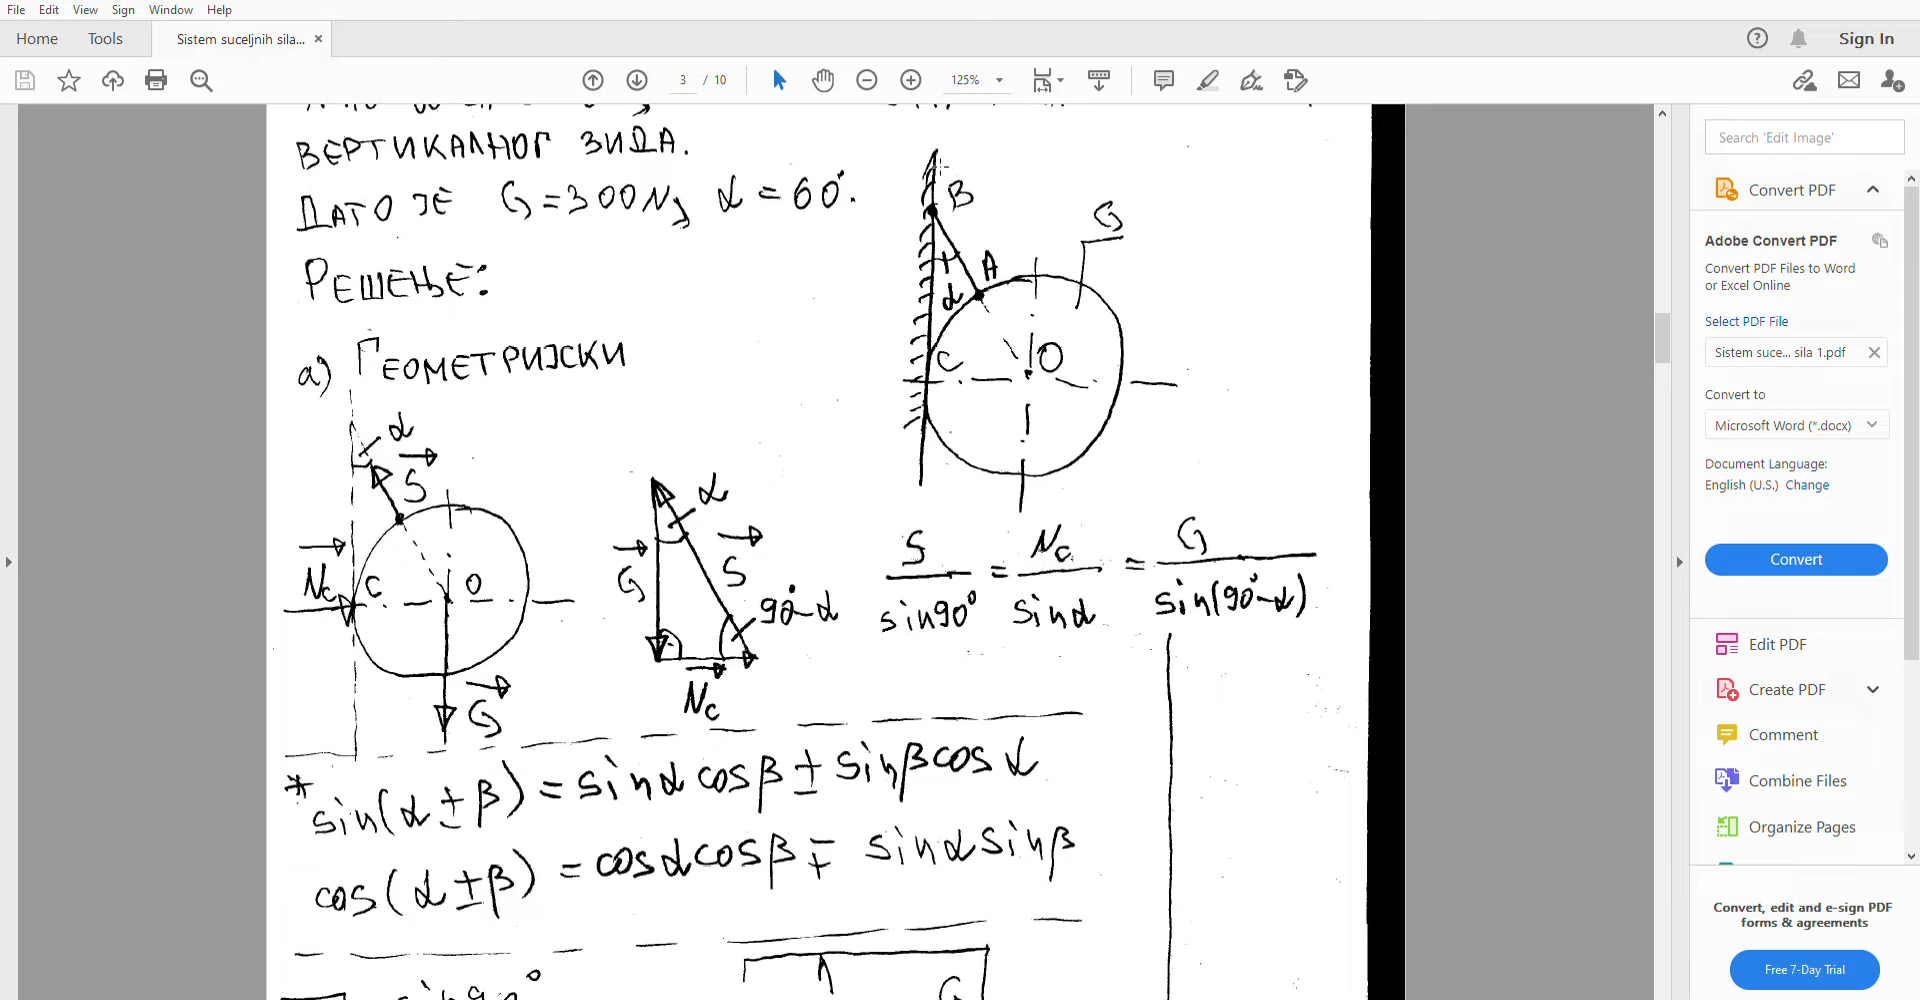 File Edit View Sign Window Help
Home Tools Sistem suceljnih sila... × Sign In
3 / 10 125%
ВЕРТИКАЛНОГ ЗИДА.
ДАТО ЈЕ G = 300N, α = 60°.
РЕШЕЊЕ:
а) ГЕОМЕТРИЈСКИ
B
G
A
α
C
O
α
S
Nc
C
O
G
α
G
S
90°-α
Nc
S/sin90° = Nc/sinα = G/sin(90°-α)
* sin(α ± β) = sinα cosβ ± sinβ cosα
cos(α ± β) = cosα cosβ ∓ sinα sinβ
sin90°
G
Search 'Edit Image'
Convert PDF
Adobe Convert PDF
Convert PDF Files to Word
or Excel Online
Select PDF File
Sistem suce... sila 1.pdf
Convert to
Microsoft Word (*.docx)
Document Language:
English (U.S.) Change
Convert
Edit PDF
Create PDF
Comment
Combine Files
Organize Pages
Convert, edit and e-sign PDF
forms & agreements
Free 7-Day Trial